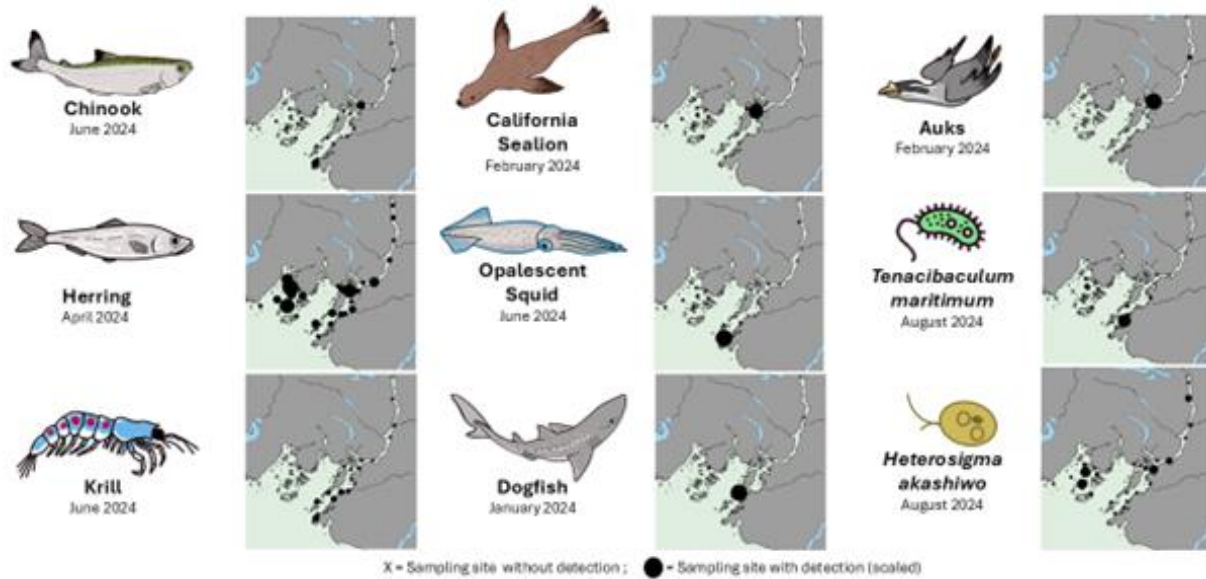 Chinook
June 2024
California
Sealion
February 2024
Auks
February 2024
Herring
April 2024
Opalescent
Squid
June 2024
Tenacibaculum
maritimum
August 2024
Krill
June 2024
Dogfish
January 2024
Heterosigma
akashiwo
August 2024
X = Sampling site without detection ; = Sampling site with detection (scaled)